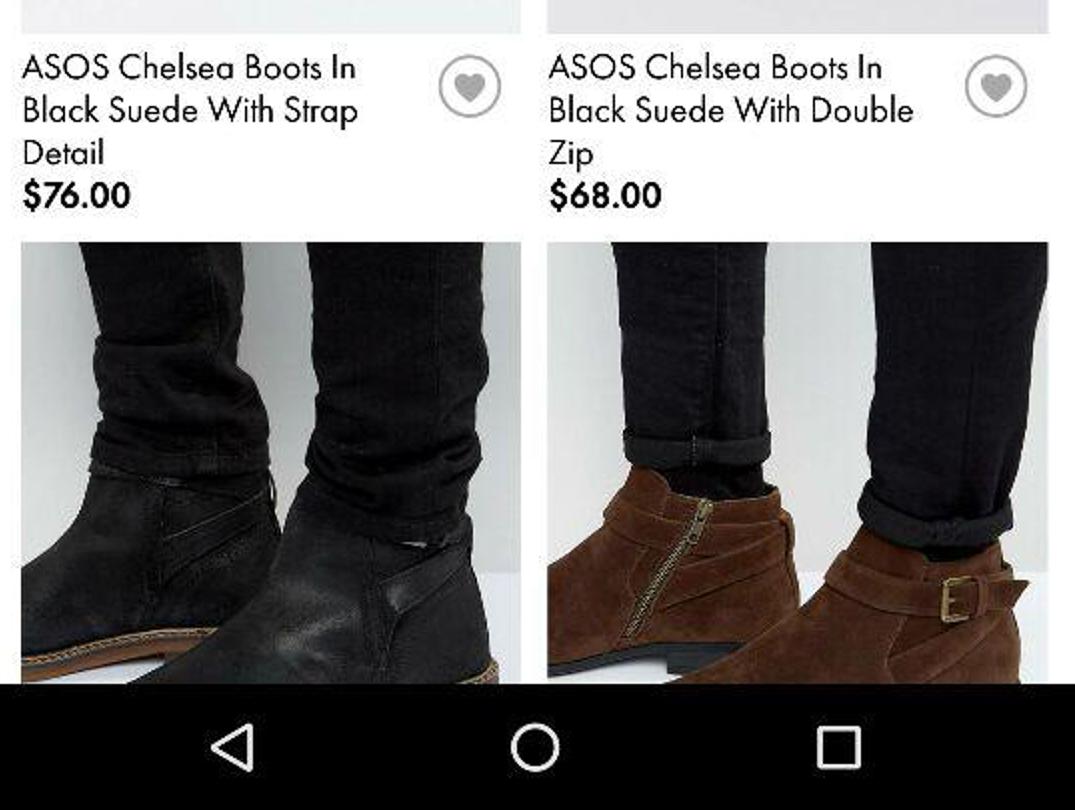 ASOS Chelsea Boots In
Black Suede With Strap
Detail
$76.00
ASOS Chelsea Boots In
Black Suede With Double
Zip
$68.00